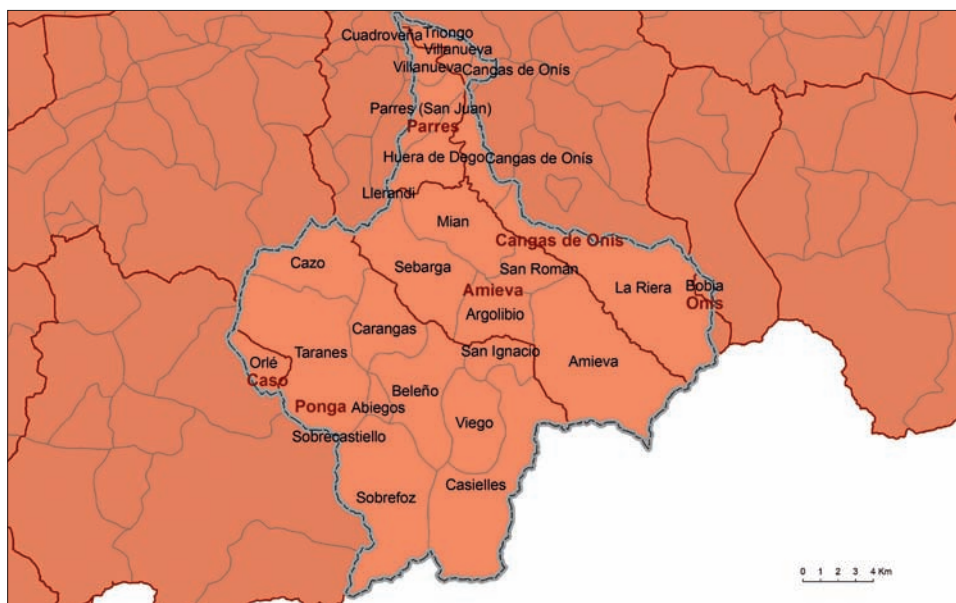 Cuadroveña
Triongo
Villanueva
Villanueva
Cangas de Onís
Parres (San Juan)
Parres
Huera de Dego
Cangas de Onís
Llerandi
Mian
Cangas de Onís
Cazo
Sebarga
San Román
La Riera
Bobia
Onís
Amieva
Argolibio
Carangas
Taranes
San Ignacio
Amieva
Orlé
Caso
Beleño
Ponga
Abiegos
Viego
Sobrecastiello
Sobrefoz
Casielles
0 1 2 3 4 Km